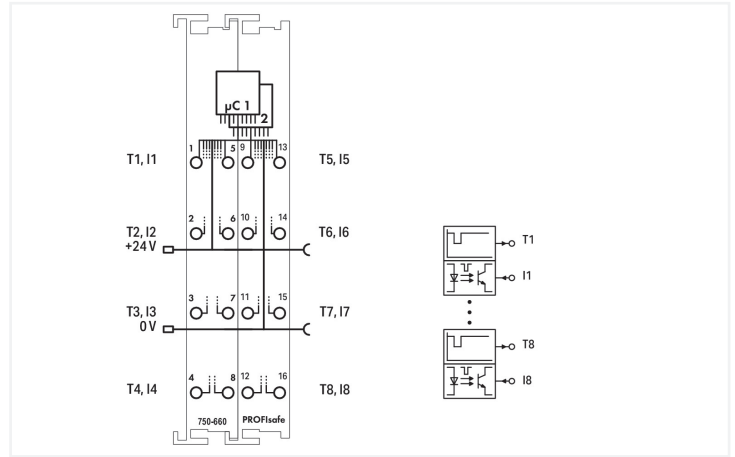 µC 1
2
1 5 9 13
T1, I1 T5, I5
2 6 10 14
T2, I2 T6, I6
+24 V
3 7 11 15
T3, I3 T7, I7
0 V
4 8 12 16
T4, I4 T8, I8
750-660 PROFIsafe
T1
I1
T8
I8